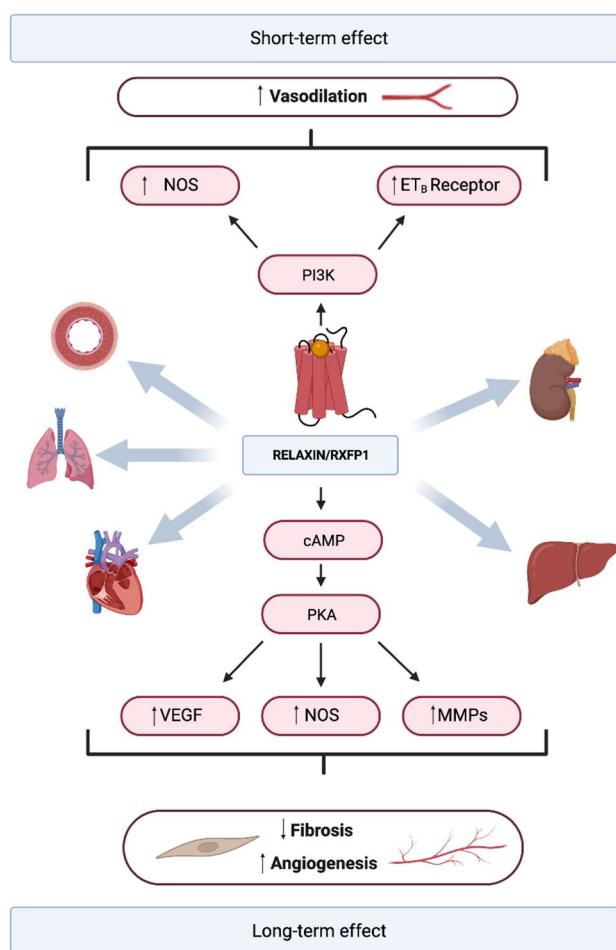 Short-term effect
↑ Vasodilation
↑ NOS
↑ ET_B Receptor
PI3K
RELAXIN/RXFP1
cAMP
PKA
↑VEGF
↑ NOS
↑MMPs
↓ Fibrosis
↑ Angiogenesis
Long-term effect